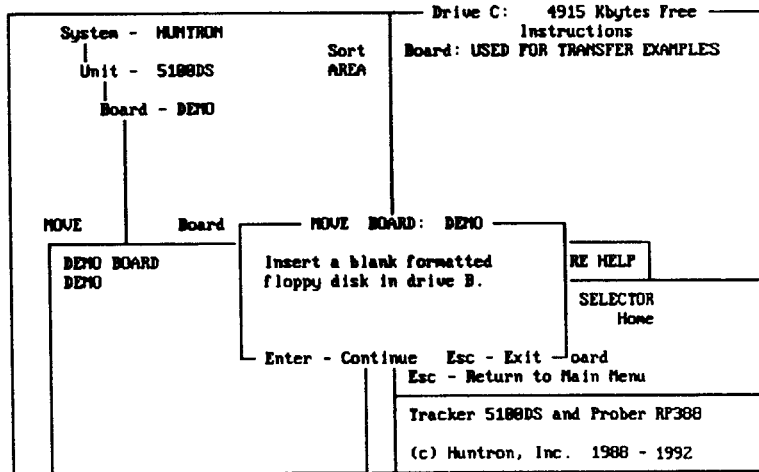 Drive C: 4915 Kbytes Free
System - HUNTRON
Instructions
Sort
Board: USED FOR TRANSFER EXAMPLES
Unit - 5100DS
AREA
Board - DEMO
MOVE Board
MOVE BOARD: DEMO
DEMO BOARD
DEMO
Insert a blank formatted
floppy disk in drive B.
RE HELP
SELECTOR
Home
Enter - Continue Esc - Exit
oard
Esc - Return to Main Menu
Tracker 5100DS and Prober RP388
(c) Huntron, Inc. 1988 - 1992